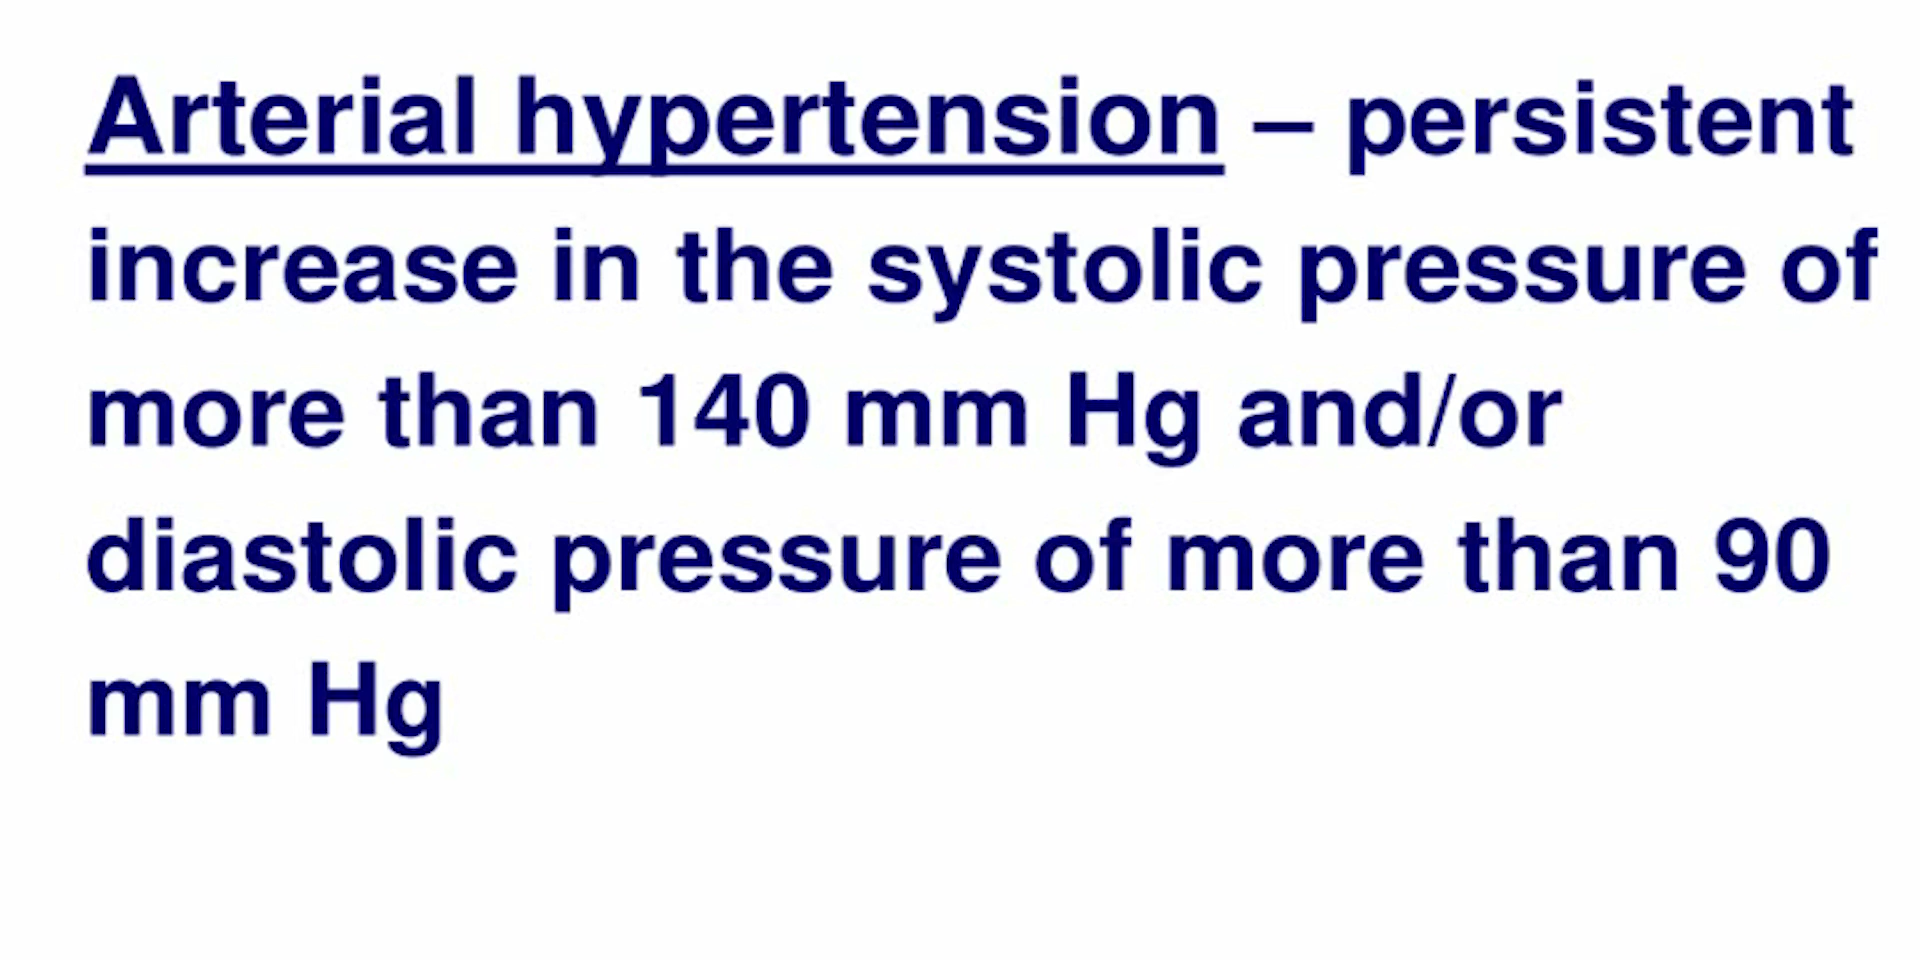 Arterial hypertension – persistent
increase in the systolic pressure of
more than 140 mm Hg and/or
diastolic pressure of more than 90
mm Hg